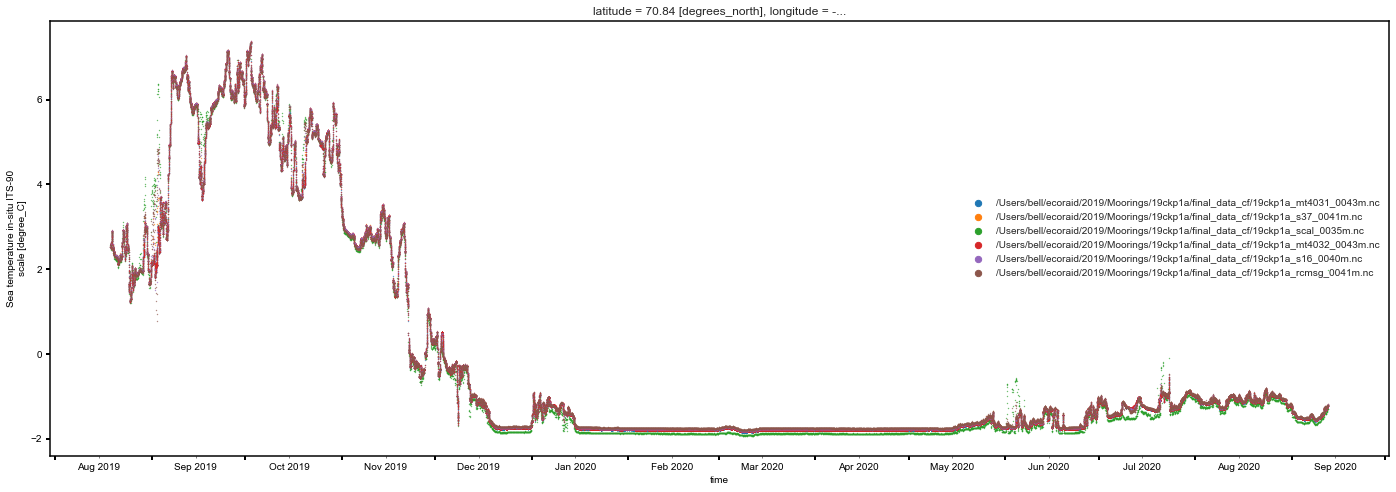 latitude = 70.84 [degrees_north], longitude = -...
Sea temperature in-situ ITS-90
scale [degree_C]
6
4
2
0
−2
/Users/bell/ecoraid/2019/Moorings/19ckp1a/final_data_cf/19ckp1a_mt4031_0043m.nc
/Users/bell/ecoraid/2019/Moorings/19ckp1a/final_data_cf/19ckp1a_s37_0041m.nc
/Users/bell/ecoraid/2019/Moorings/19ckp1a/final_data_cf/19ckp1a_scal_0035m.nc
/Users/bell/ecoraid/2019/Moorings/19ckp1a/final_data_cf/19ckp1a_mt4032_0043m.nc
/Users/bell/ecoraid/2019/Moorings/19ckp1a/final_data_cf/19ckp1a_s16_0040m.nc
/Users/bell/ecoraid/2019/Moorings/19ckp1a/final_data_cf/19ckp1a_rcmsg_0041m.nc
Aug 2019 Sep 2019 Oct 2019 Nov 2019 Dec 2019 Jan 2020 Feb 2020 Mar 2020 Apr 2020 May 2020 Jun 2020 Jul 2020 Aug 2020 Sep 2020
time